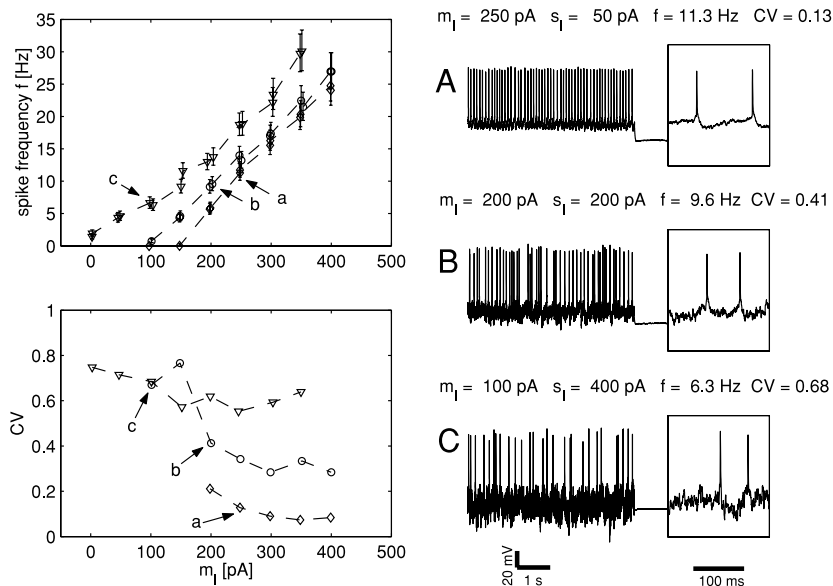 35
30
25
20
15
10
5
0
spike frequency f [Hz]
c
b
a
0 100 200 300 400 500
1
0.8
0.6
0.4
0.2
0
CV
c
b
a
0 100 200 300 400 500
m_I [pA]
m_I = 250 pA s_I = 50 pA f = 11.3 Hz CV = 0.13
A
m_I = 200 pA s_I = 200 pA f = 9.6 Hz CV = 0.41
B
m_I = 100 pA s_I = 400 pA f = 6.3 Hz CV = 0.68
C
20 mV
1 s
100 ms